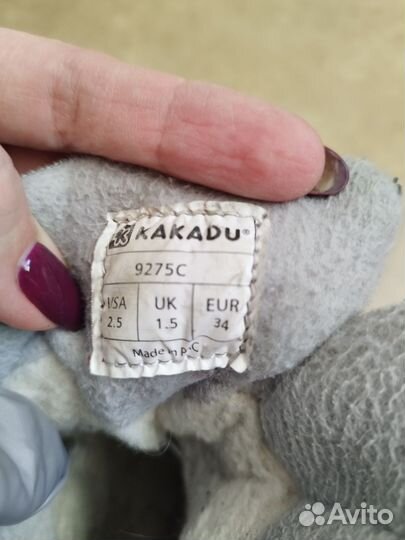 KAKADU®
9275C
USA UK EUR
2.5 1.5 34
Made in P.C
Avito